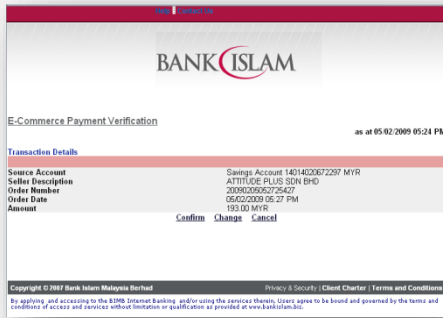 BANK ISLAM
E-Commerce Payment Verification
as at 05/02/2009 05:24 PM
Transaction Details
Source Account Savings Account 14014020672297 MYR
Seller Description ATTITUDE PLUS SDN BHD
Order Number 20090205052725427
Order Date 05/02/2009 05:27 PM
Amount 193.00 MYR
Confirm Change Cancel
Copyright © 2007 Bank Islam Malaysia Berhad Privacy & Security | Client Charter | Terms and Conditions
By applying and accessing to the BIMB Internet Banking and/or using the services therein, Users agree to be bound and governed by the terms and
conditions of access and services without limitation or qualification as provided at www.bankislam.biz.